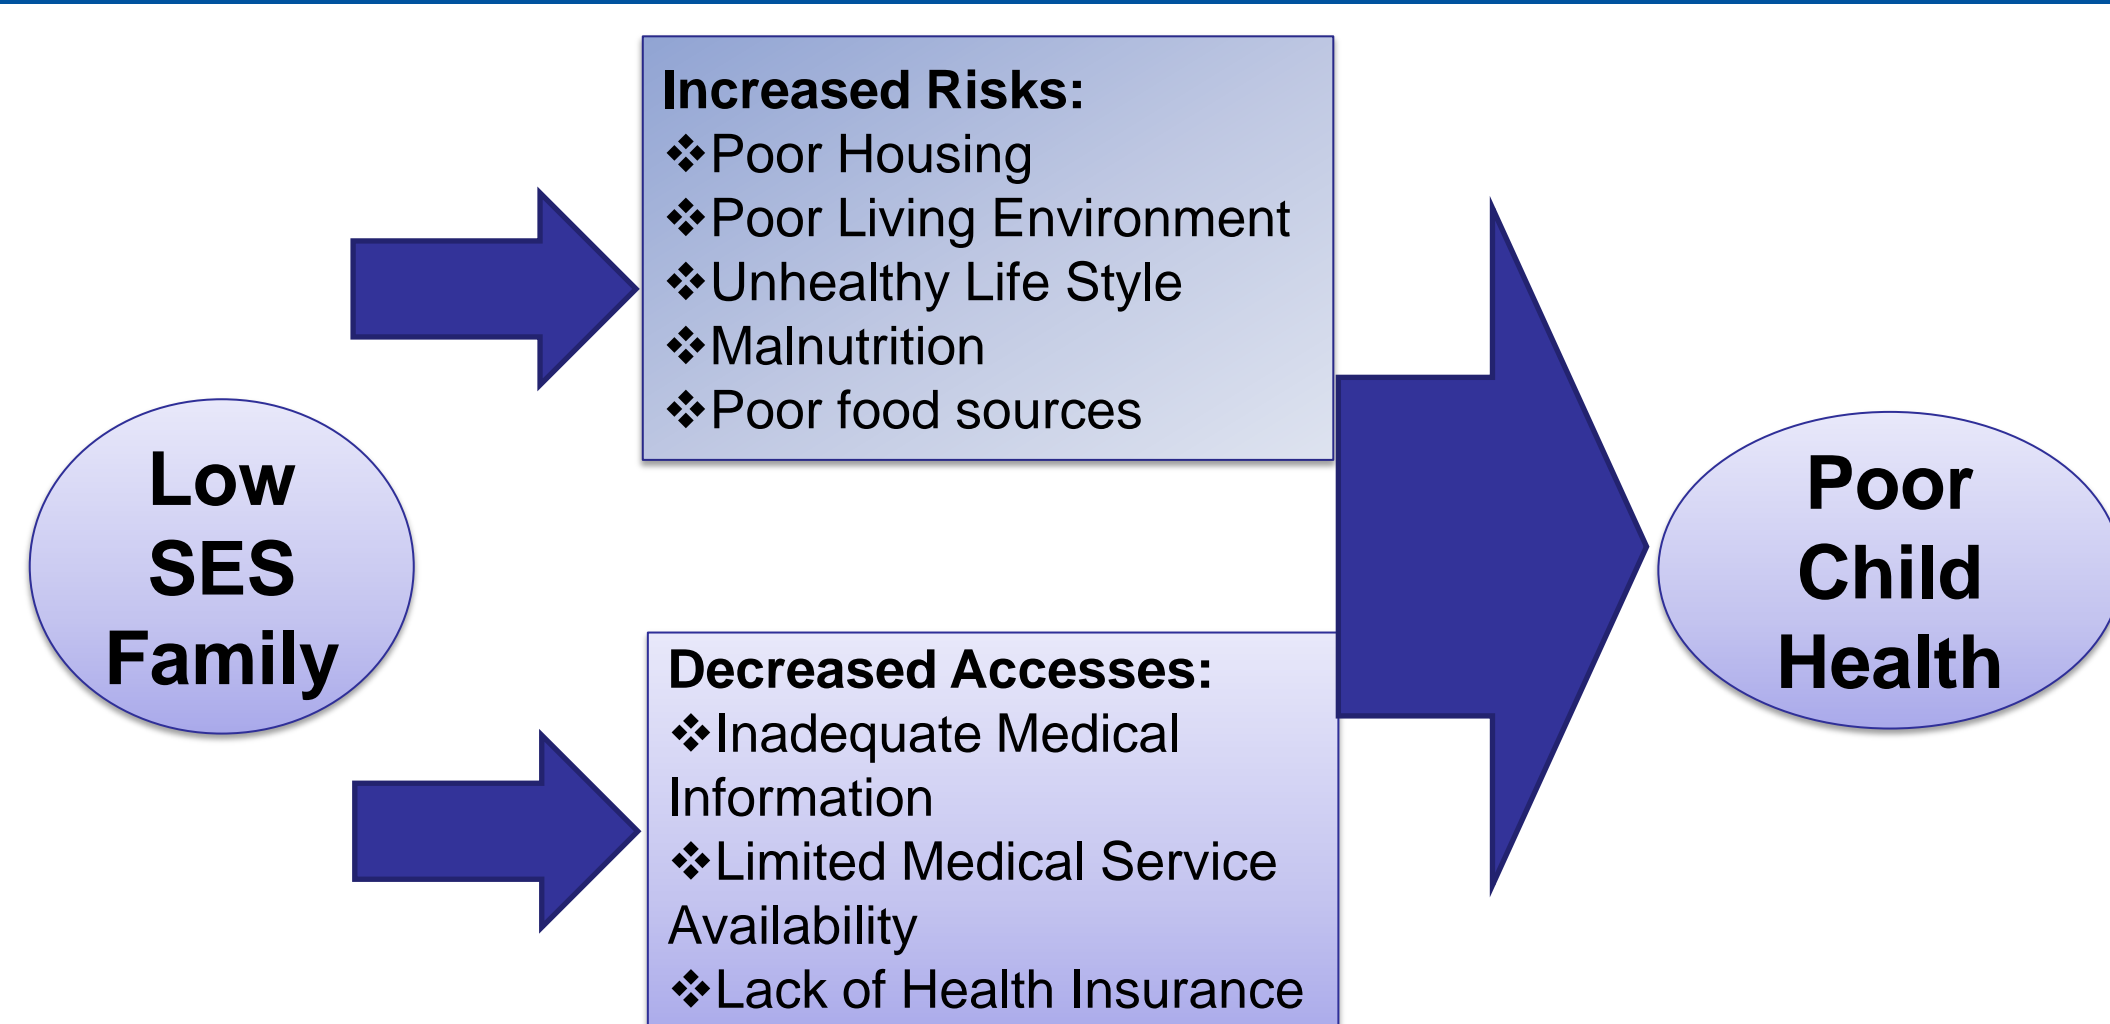 Increased Risks:
❖Poor Housing
❖Poor Living Environment
❖Unhealthy Life Style
❖Malnutrition
❖Poor food sources
Low
SES
Family
Poor
Child
Health
Decreased Accesses:
❖Inadequate Medical
Information
❖Limited Medical Service
Availability
❖Lack of Health Insurance